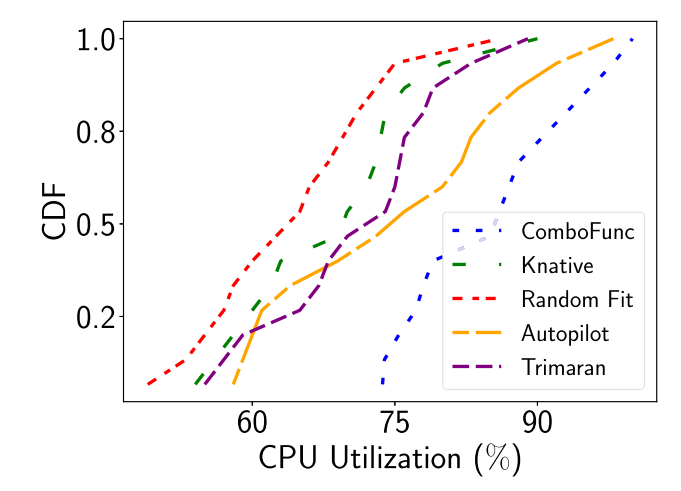 1.0
0.8
0.5
0.2
CDF
60 75 90
CPU Utilization (%)
ComboFunc
Knative
Random Fit
Autopilot
Trimaran